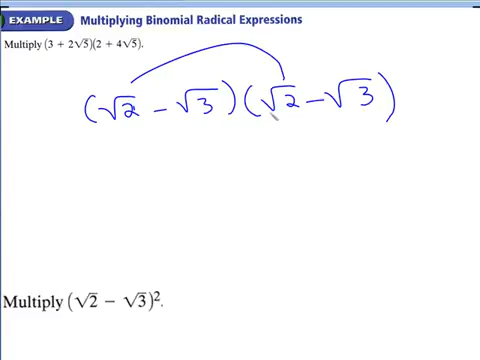 EXAMPLE Multiplying Binomial Radical Expressions
Multiply (3 + 2√5)(2 + 4√5).
(√2 − √3)(√2 − √3)
Multiply (√2 − √3)².